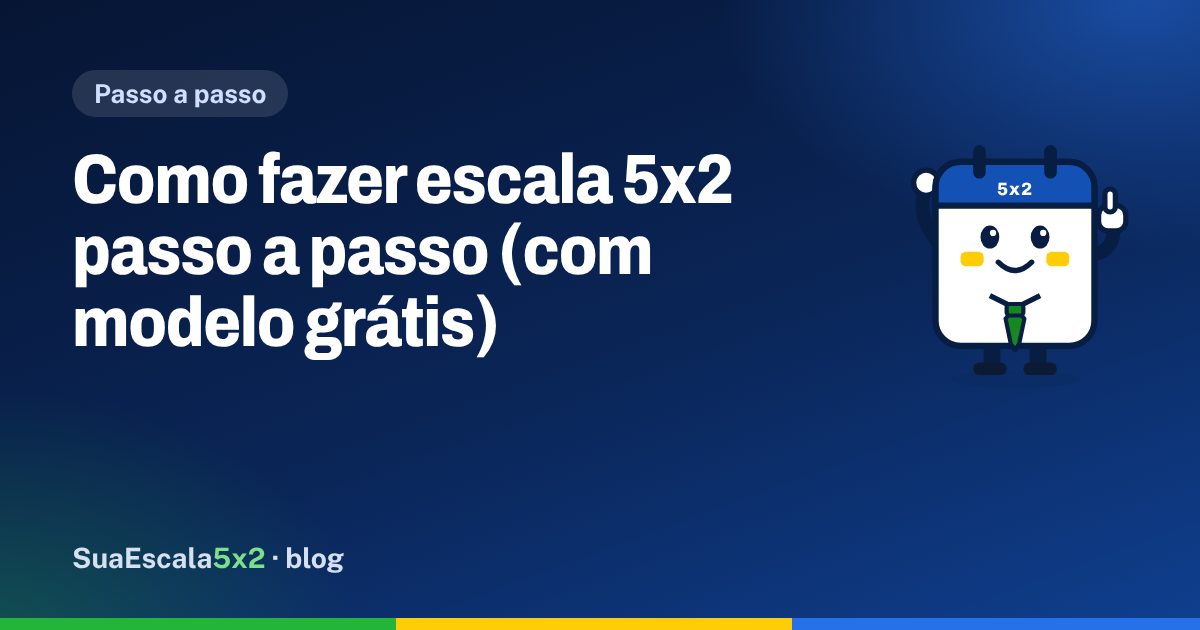 Passo a passo
Como fazer escala 5x2
passo a passo (com
modelo grátis)
5x2
SuaEscala5x2 · blog